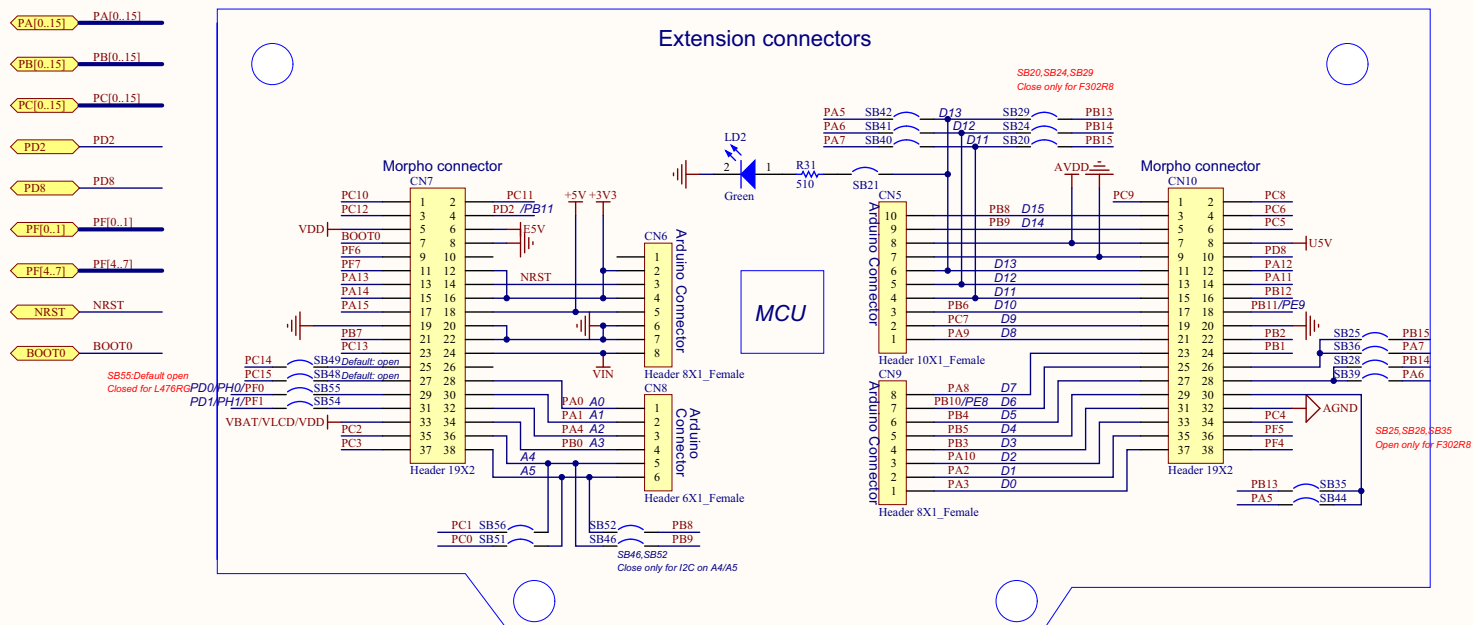 Extension connectors
PA[0..15] PA[0..15]
PB[0..15] PB[0..15]
PC[0..15] PC[0..15]
PD2 PD2
PD8 PD8
PF[0..1] PF[0..1]
PF[4..7] PF[4..7]
NRST NRST
BOOT0 BOOT0
SB20,SB24,SB29
Close only for F302R8
PA5 SB42 D13 SB29 PB13
PA6 SB41 D12 SB24 PB14
PA7 SB40 D11 SB20 PB15
LD2
2 1
Green
R31
510
SB21
AVDD
Morpho connector
CN7
PC10 1 2 PC11
PC12 3 4 PD2 /PB11
VDD 5 6 E5V
BOOT0 7 8
PF6 9 10
PF7 11 12
PA13 13 14 NRST
PA14 15 16
PA15 17 18
19 20
PB7 21 22
PC13 23 24
PC14 SB49 Default: open 25 26
PC15 SB48 Default: open 27 28
PD0/PH0/PF0 SB55 29 30
PD1/PH1/PF1 SB54 31 32
VBAT/VLCD/VDD 33 34
PC2 35 36
PC3 37 38
Header 19X2
SB55:Default open
Closed for L476RG
+5V +3V3
CN6
1
2
3
4
5
6
7
8
Arduino Connector
Header 8X1_Female
VIN
CN8
PA0 A0 1
PA1 A1 2
PA4 A2 3
PB0 A3 4
A4 5
A5 6
Arduino
Connector
Header 6X1_Female
PC1 SB56
PC0 SB51
SB52 PB8
SB46 PB9
SB46,SB52
Close only for I2C on A4/A5
MCU
CN5
Arduino Connector
10 PB8 D15
9 PB9 D14
8
7
6 D13
5 D12
4 D11
3 PB6 D10
2 PC7 D9
1 PA9 D8
Header 10X1_Female
CN9
Arduino Connector
8 PA8 D7
7 PB10/PE8 D6
6 PB4 D5
5 PB5 D4
4 PB3 D3
3 PA10 D2
2 PA2 D1
1 PA3 D0
Header 8X1_Female
Morpho connector
CN10
PC9 1 2 PC8
3 4 PC6
5 6 PC5
7 8 U5V
9 10 PD8
11 12 PA12
13 14 PA11
15 16 PB12
17 18 PB11/PE9
19 20
21 22 PB2
23 24 PB1
25 26
27 28
29 30
31 32 AGND
33 34 PC4
35 36 PF5
37 38 PF4
Header 19X2
SB25 PB15
SB36 PA7
SB28 PB14
SB39 PA6
SB25,SB28,SB35
Open only for F302R8
PB13 SB35
PA5 SB44